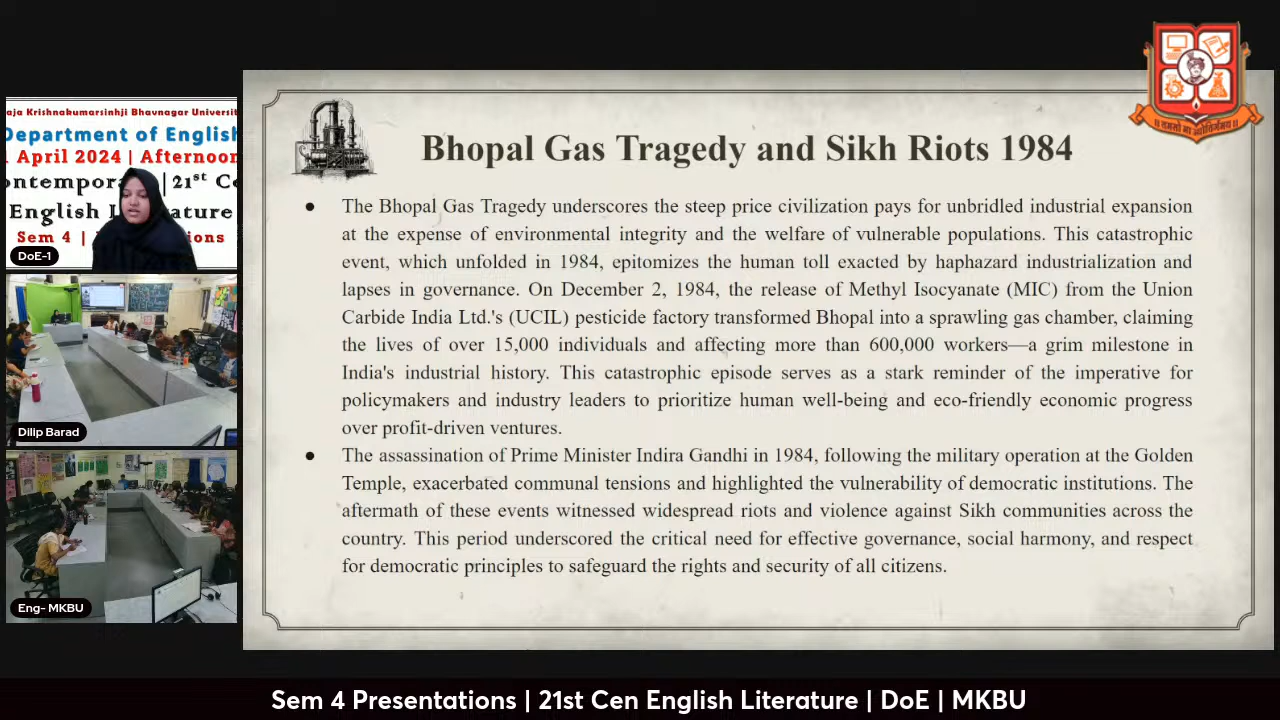 aja Krishnakumarsinhji Bhavnagar Universit
Department of English
April 2024 | Afternoon
21st Ce
English
Sem 4 |
DoE-1
Dilip Barad
Eng- MKBU
Bhopal Gas Tragedy and Sikh Riots 1984
● The Bhopal Gas Tragedy underscores the steep price civilization pays for unbridled industrial expansion
at the expense of environmental integrity and the welfare of vulnerable populations. This catastrophic
event, which unfolded in 1984, epitomizes the human toll exacted by haphazard industrialization and
lapses in governance. On December 2, 1984, the release of Methyl Isocyanate (MIC) from the Union
Carbide India Ltd.'s (UCIL) pesticide factory transformed Bhopal into a sprawling gas chamber, claiming
the lives of over 15,000 individuals and affecting more than 600,000 workers—a grim milestone in
India's industrial history. This catastrophic episode serves as a stark reminder of the imperative for
policymakers and industry leaders to prioritize human well-being and eco-friendly economic progress
over profit-driven ventures.
● The assassination of Prime Minister Indira Gandhi in 1984, following the military operation at the Golden
Temple, exacerbated communal tensions and highlighted the vulnerability of democratic institutions. The
aftermath of these events witnessed widespread riots and violence against Sikh communities across the
country. This period underscored the critical need for effective governance, social harmony, and respect
for democratic principles to safeguard the rights and security of all citizens.
Sem 4 Presentations | 21st Cen English Literature | DoE | MKBU